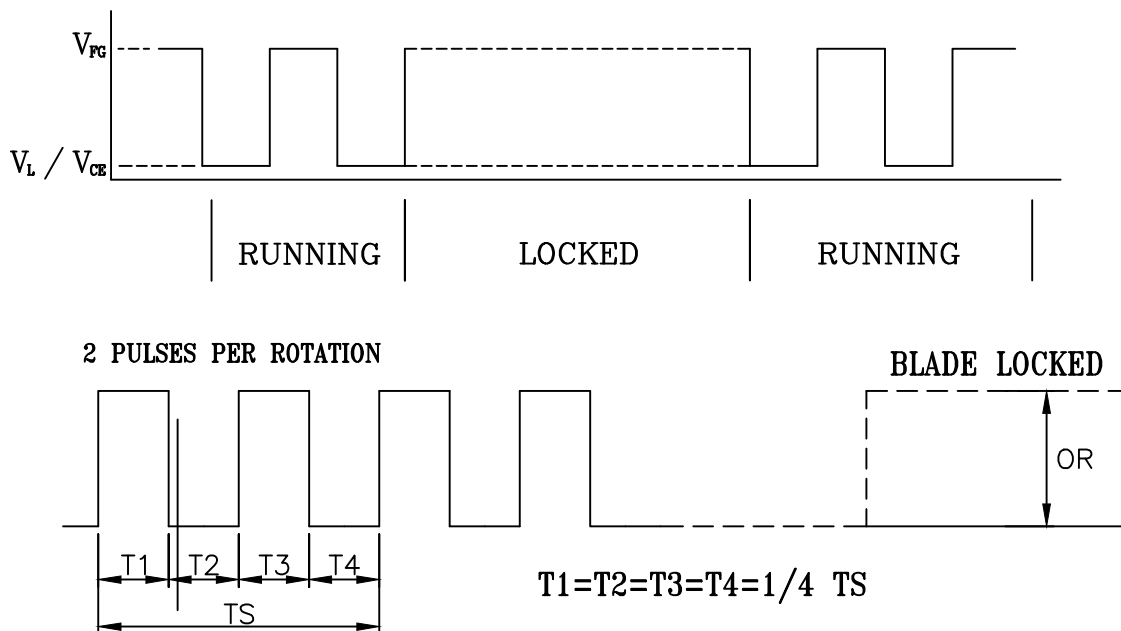 V_FG
V_L / V_CE
RUNNING
LOCKED
RUNNING
2 PULSES PER ROTATION
BLADE LOCKED
OR
T1
T2
T3
T4
T1=T2=T3=T4=1/4 TS
TS